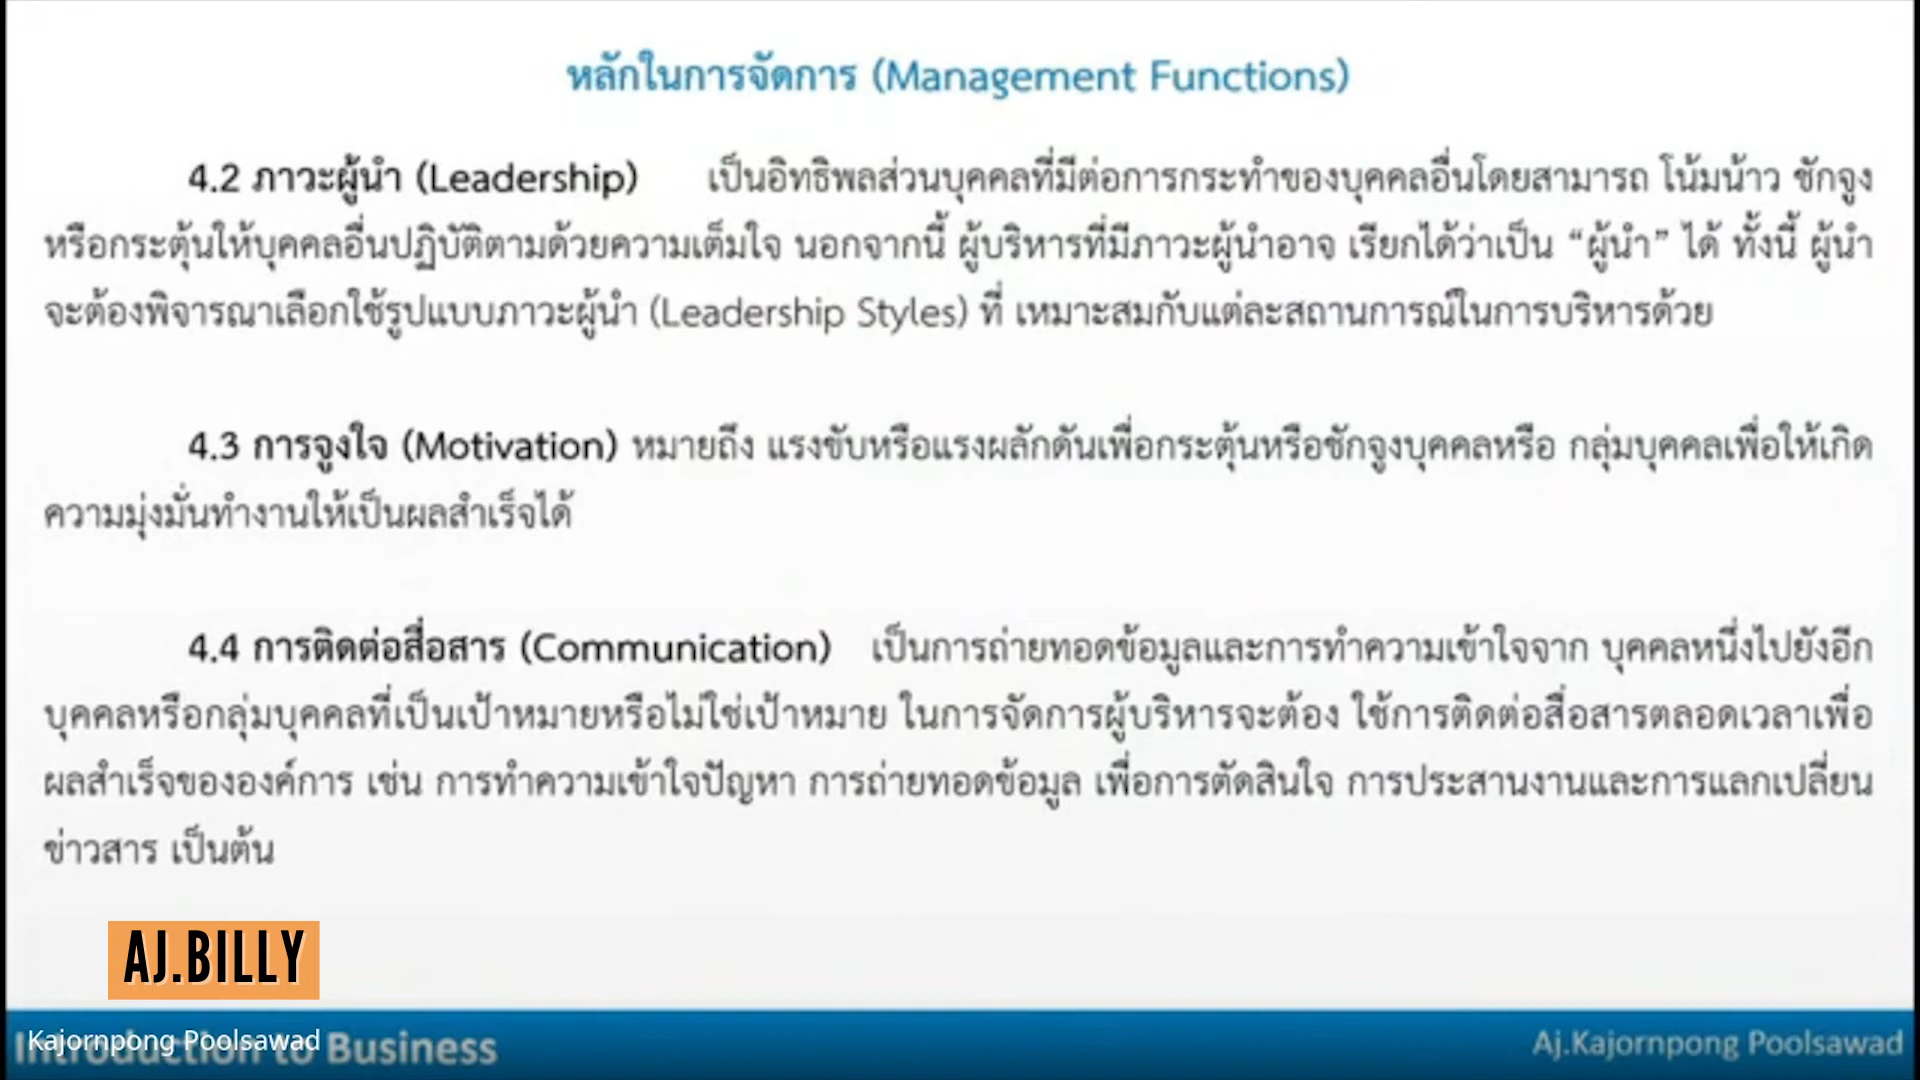 หลักในการจัดการ (Management Functions)
4.2 ภาวะผู้นำ (Leadership) เป็นอิทธิพลส่วนบุคคลที่มีต่อการกระทำของบุคคลอื่นโดยสามารถ โน้มน้าว ชักจูง
หรือกระตุ้นให้บุคคลอื่นปฏิบัติตามด้วยความเต็มใจ นอกจากนี้ ผู้บริหารที่มีภาวะผู้นำอาจ เรียกได้ว่าเป็น “ผู้นำ” ได้ ทั้งนี้ ผู้นำ
จะต้องพิจารณาเลือกใช้รูปแบบภาวะผู้นำ (Leadership Styles) ที่ เหมาะสมกับแต่ละสถานการณ์ในการบริหารด้วย
4.3 การจูงใจ (Motivation) หมายถึง แรงขับหรือแรงผลักดันเพื่อกระตุ้นหรือชักจูงบุคคลหรือ กลุ่มบุคคลเพื่อให้เกิด
ความมุ่งมั่นทำงานให้เป็นผลสำเร็จได้
4.4 การติดต่อสื่อสาร (Communication) เป็นการถ่ายทอดข้อมูลและการทำความเข้าใจจาก บุคคลหนึ่งไปยังอีก
บุคคลหรือกลุ่มบุคคลที่เป็นเป้าหมายหรือไม่ใช่เป้าหมาย ในการจัดการผู้บริหารจะต้อง ใช้การติดต่อสื่อสารตลอดเวลาเพื่อ
ผลสำเร็จขององค์การ เช่น การทำความเข้าใจปัญหา การถ่ายทอดข้อมูล เพื่อการตัดสินใจ การประสานงานและการแลกเปลี่ยน
ข่าวสาร เป็นต้น
AJ.BILLY
Kajornpong Poolsawad
Introduction to Business
Aj.Kajornpong Poolsawad